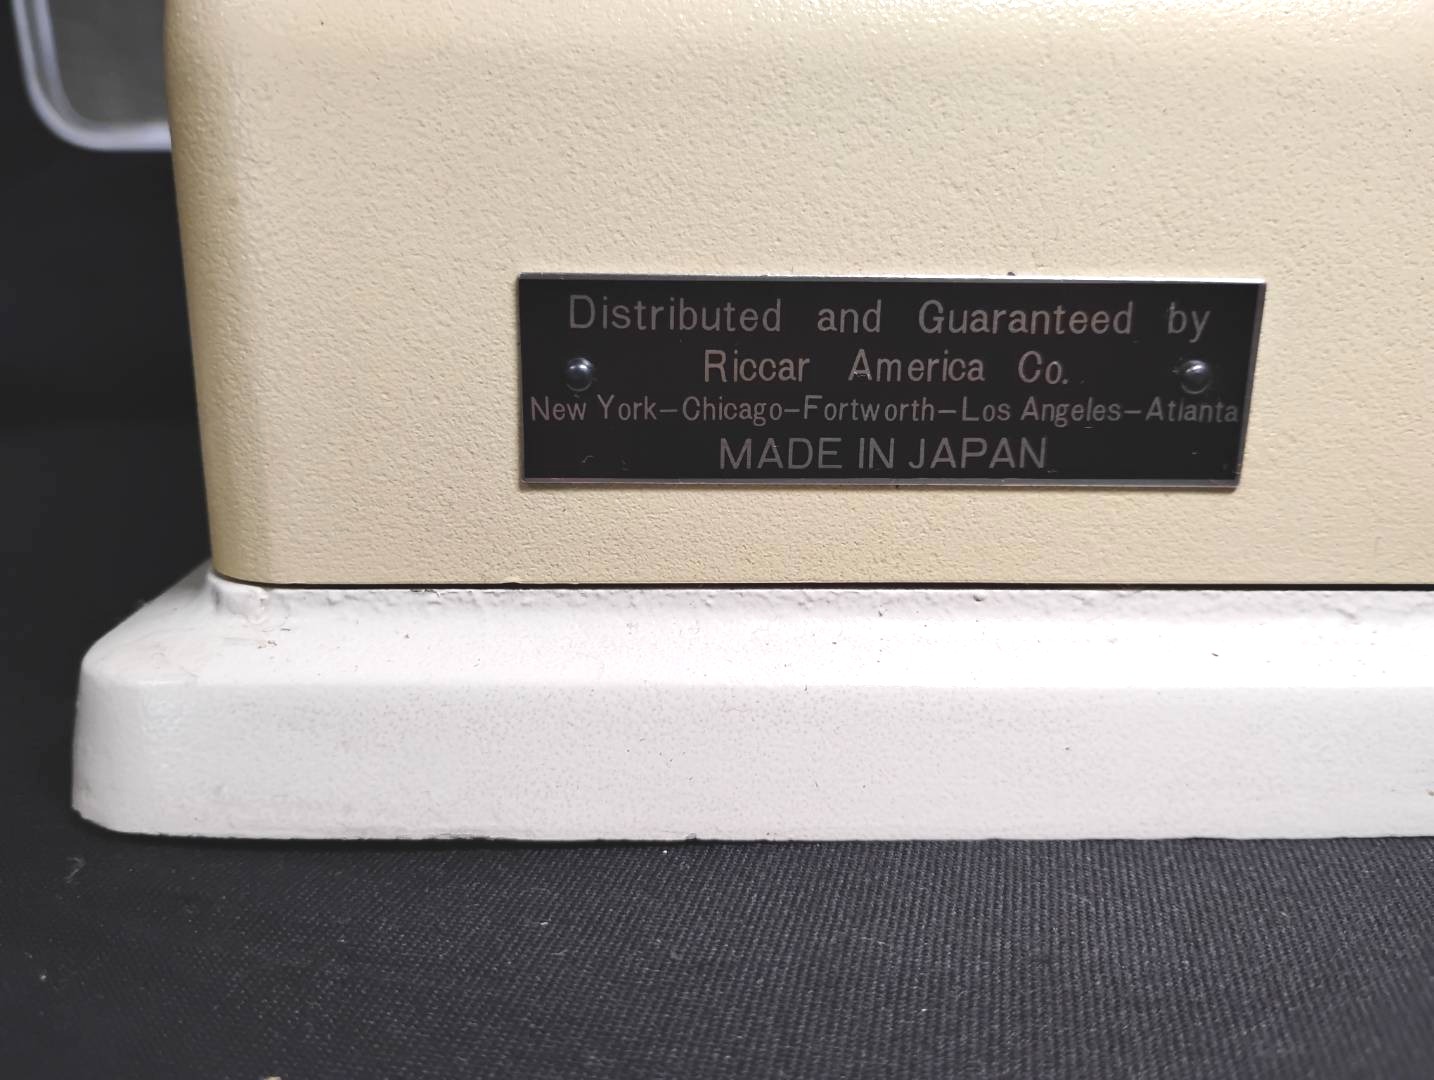 Distributed and Guaranteed by
Riccar America Co.
New York-Chicago-Fortworth-Los Angeles-Atlanta
MADE IN JAPAN